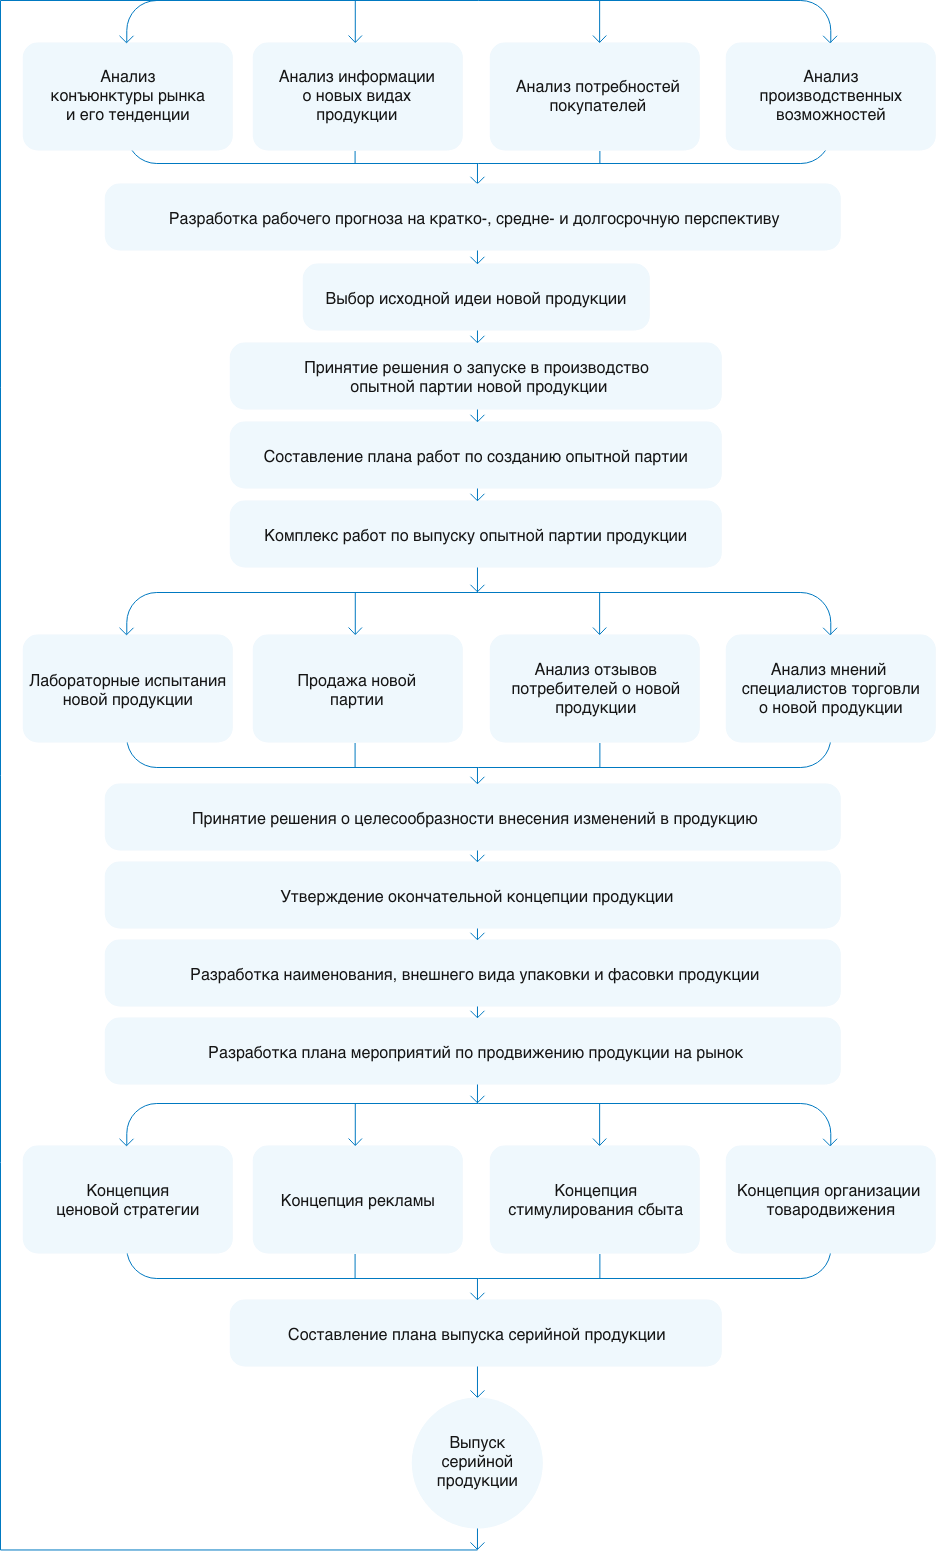 Анализ
конъюнктуры рынка
и его тенденции
Анализ информации
о новых видах
продукции
Анализ потребностей
покупателей
Анализ
производственных
возможностей
Разработка рабочего прогноза на кратко-, средне- и долгосрочную перспективу
Выбор исходной идеи новой продукции
Принятие решения о запуске в производство
опытной партии новой продукции
Составление плана работ по созданию опытной партии
Комплекс работ по выпуску опытной партии продукции
Лабораторные испытания
новой продукции
Продажа новой
партии
Анализ отзывов
потребителей о новой
продукции
Анализ мнений
специалистов торговли
о новой продукции
Принятие решения о целесообразности внесения изменений в продукцию
Утверждение окончательной концепции продукции
Разработка наименования, внешнего вида упаковки и фасовки продукции
Разработка плана мероприятий по продвижению продукции на рынок
Концепция
ценовой стратегии
Концепция рекламы
Концепция
стимулирования сбыта
Концепция организации
товародвижения
Составление плана выпуска серийной продукции
Выпуск
серийной
продукции